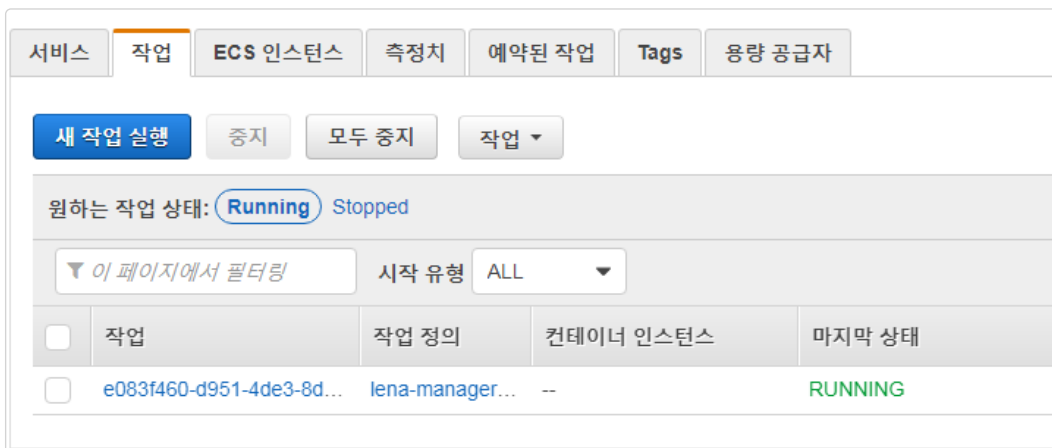 서비스 작업 ECS 인스턴스 측정치 예약된 작업 Tags 용량 공급자
새 작업 실행 중지 모두 중지 작업
원하는 작업 상태: Running Stopped
이 페이지에서 필터링 시작 유형 ALL
작업 작업 정의 컨테이너 인스턴스 마지막 상태
e083f460-d951-4de3-8d... lena-manager... -- RUNNING